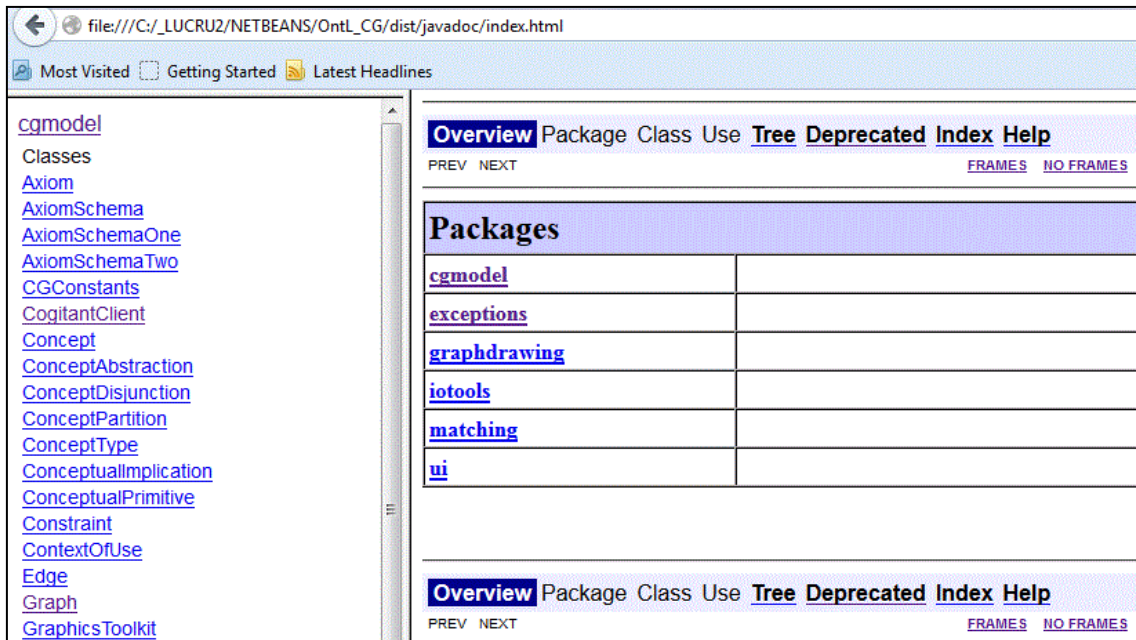 file:///C:/_LUCRU2/NETBEANS/OntL_CG/dist/javadoc/index.html
Most Visited Getting Started Latest Headlines
cgmodel
Classes
Axiom
AxiomSchema
AxiomSchemaOne
AxiomSchemaTwo
CGConstants
CogitantClient
Concept
ConceptAbstraction
ConceptDisjunction
ConceptPartition
ConceptType
ConceptualImplication
ConceptualPrimitive
Constraint
ContextOfUse
Edge
Graph
GraphicsToolkit
Overview Package Class Use Tree Deprecated Index Help
PREV NEXT FRAMES NO FRAMES
Packages
cgmodel
exceptions
graphdrawing
iotools
matching
ui
Overview Package Class Use Tree Deprecated Index Help
PREV NEXT FRAMES NO FRAMES